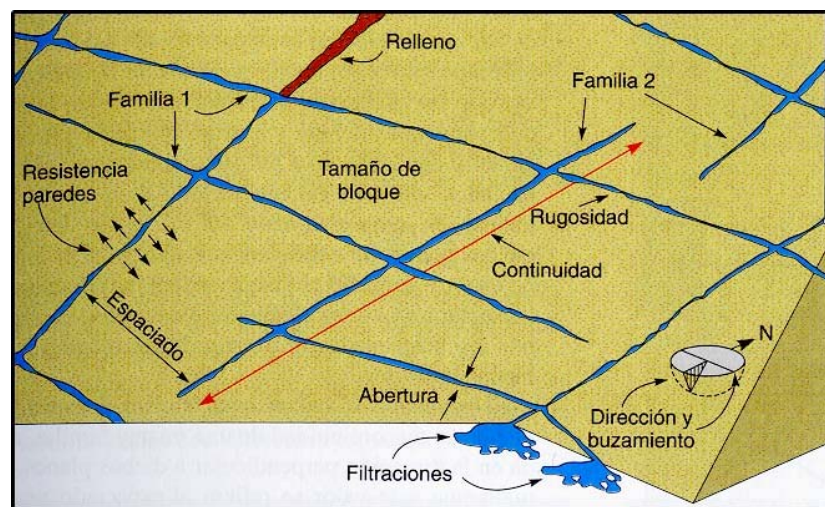 Relleno
Familia 1
Familia 2
Resistencia
paredes
Tamaño de
bloque
Rugosidad
Continuidad
Espaciado
N
Abertura
Dirección y
buzamiento
Filtraciones